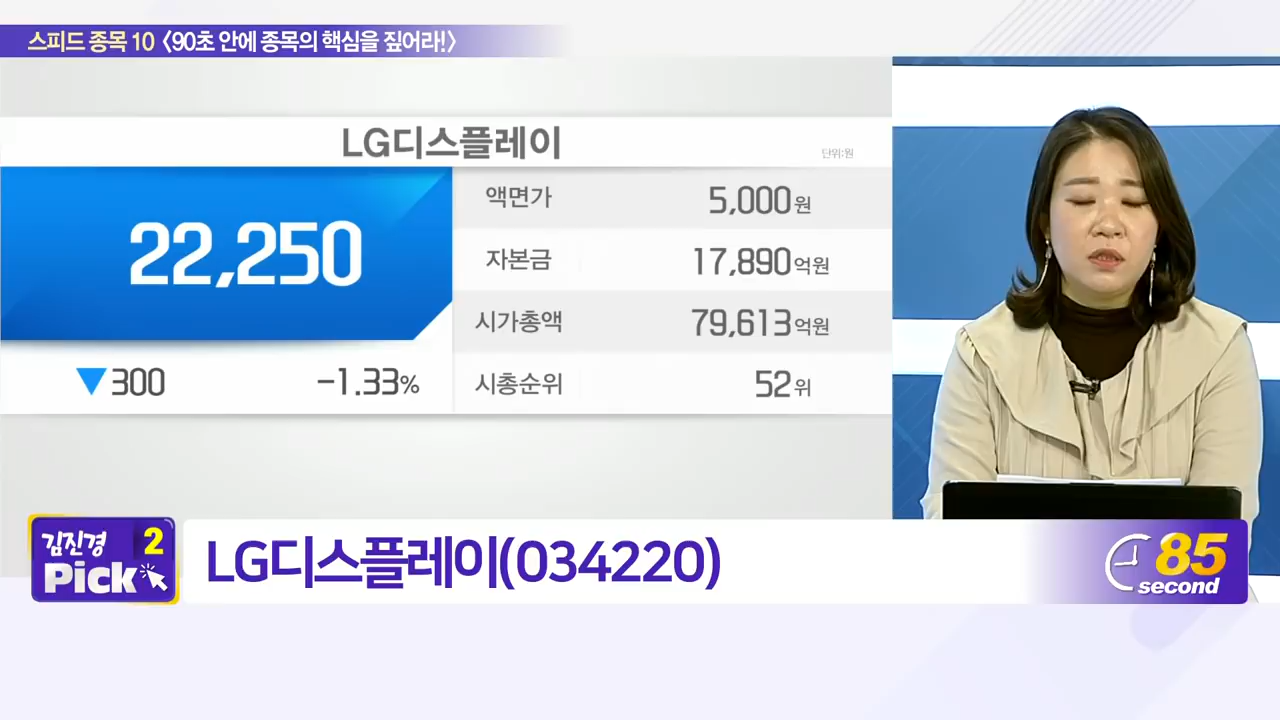 스피드 종목 10 〈90초 안에 종목의 핵심을 짚어라!〉
LG디스플레이
단위:원
22,250
▼300 -1.33%
액면가 5,000원
자본금 17,890억원
시가총액 79,613억원
시총순위 52위
김진경 2
Pick
LG디스플레이(034220)
85
second